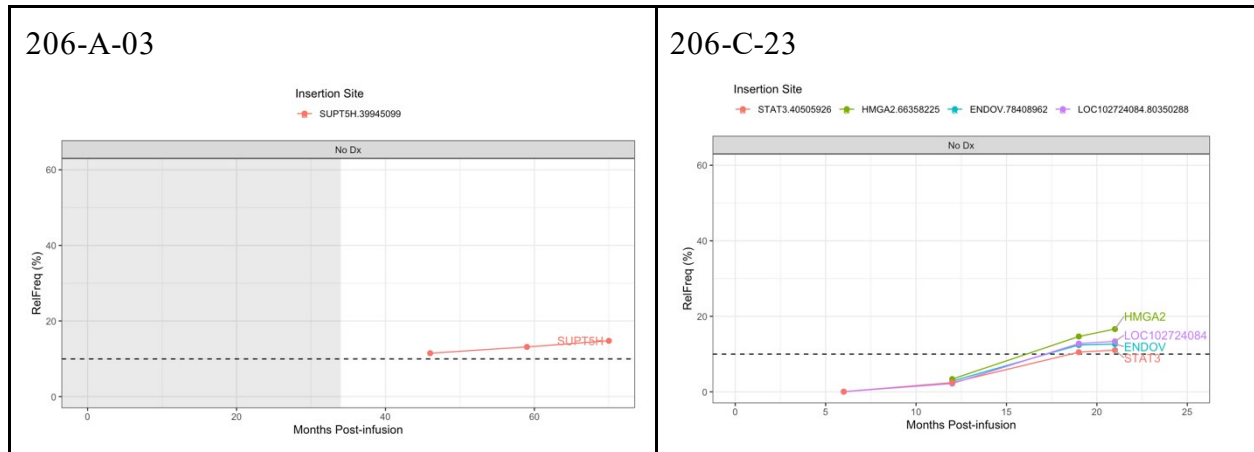 206-A-03
Insertion Site
SUPT5H.39945099
No Dx
60
40
20
0
RelFreq (%)
SUPT5H
0 20 40 60
Months Post-infusion
206-C-23
Insertion Site
STAT3.40505926 HMGA2.66358225 ENDOV.78408962 LOC102724084.80350288
No Dx
60
40
20
0
RelFreq (%)
HMGA2
LOC102724084
ENDOV
STAT3
0 5 10 15 20 25
Months Post-infusion